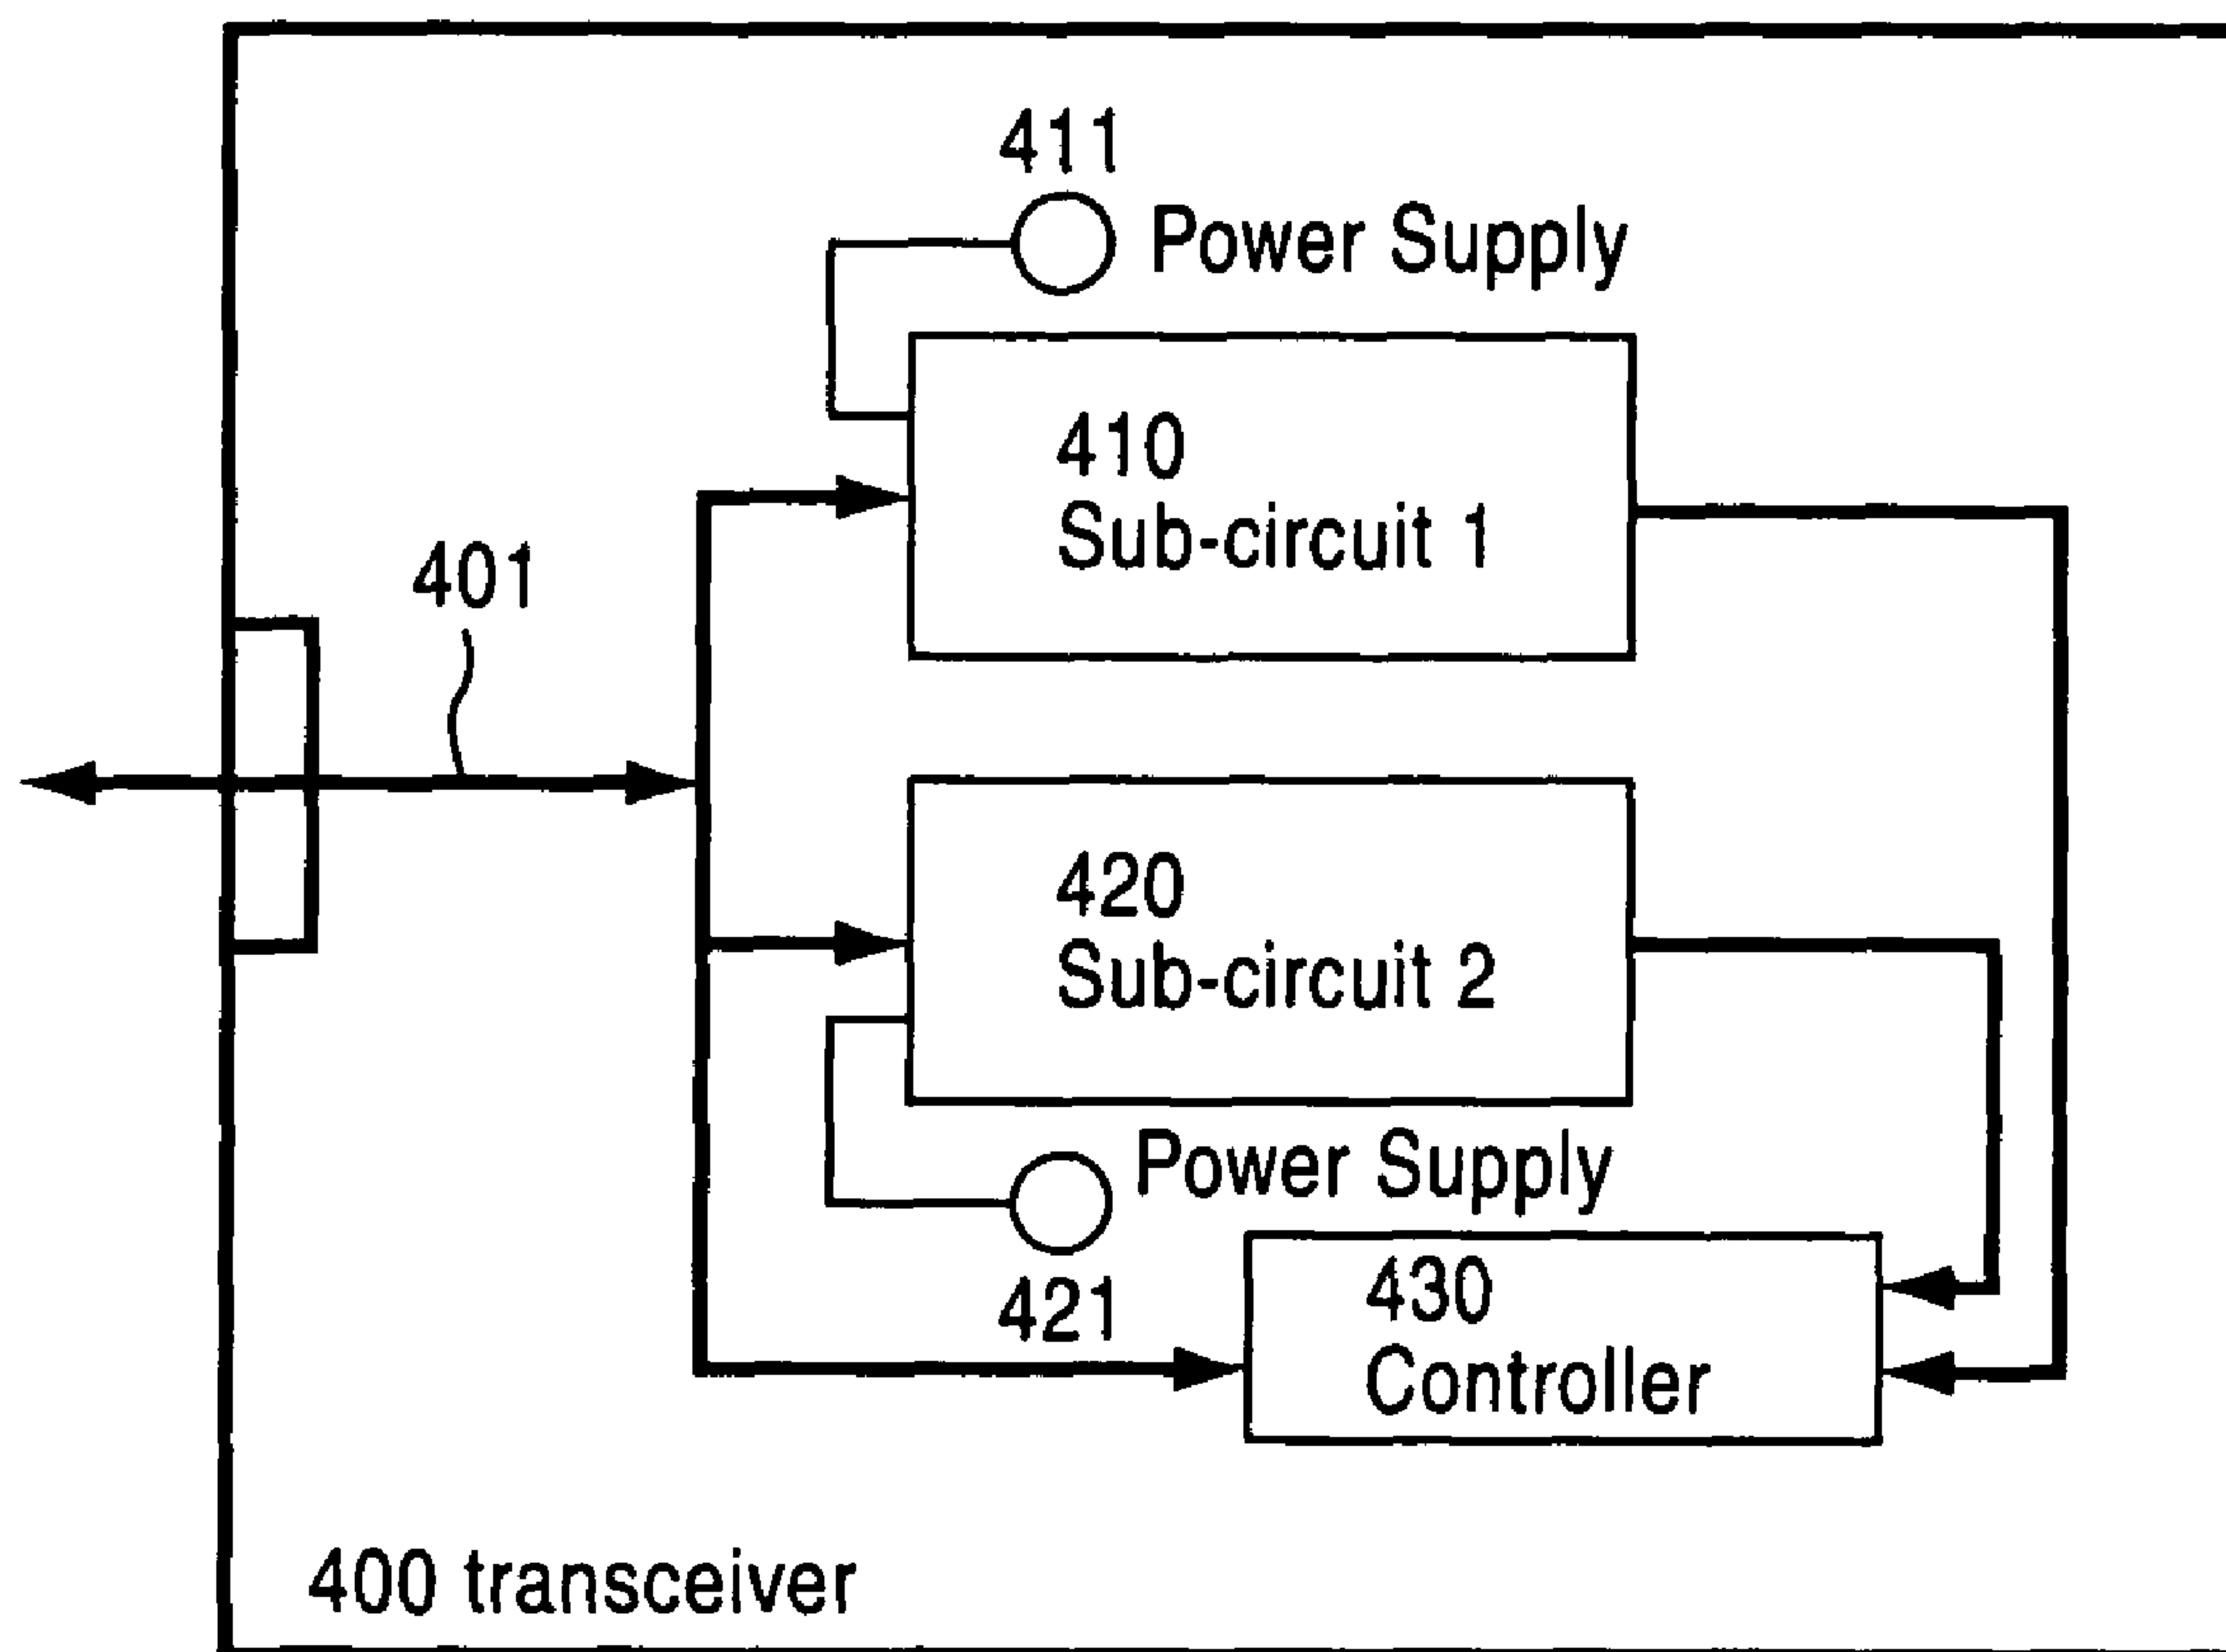 411
Power Supply
410
Sub-circuit 1
401
420
Sub-circuit 2
Power Supply
421
430
Controller
400 transceiver